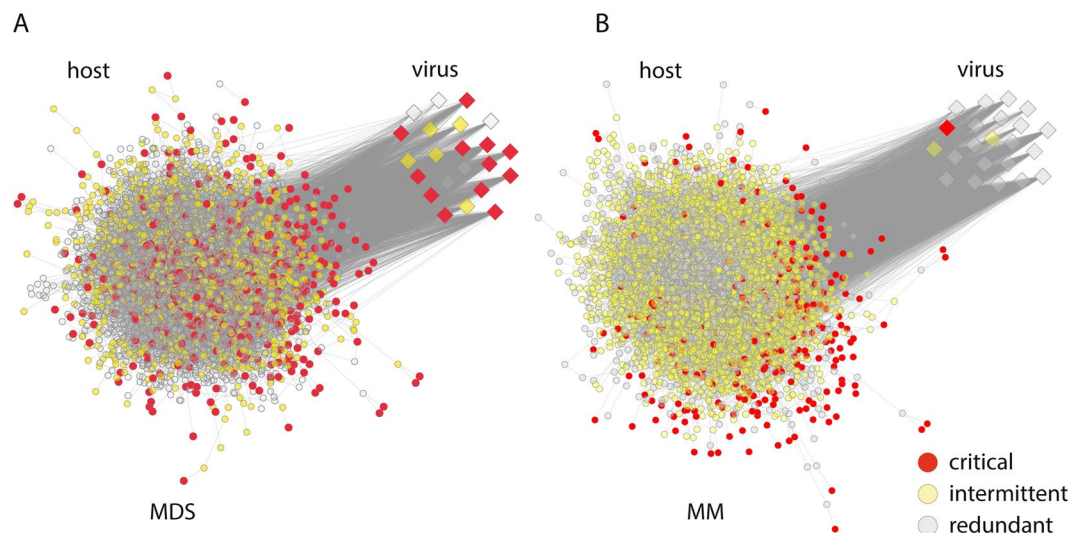 A
B
host
virus
host
virus
MDS
MM
critical
intermittent
redundant